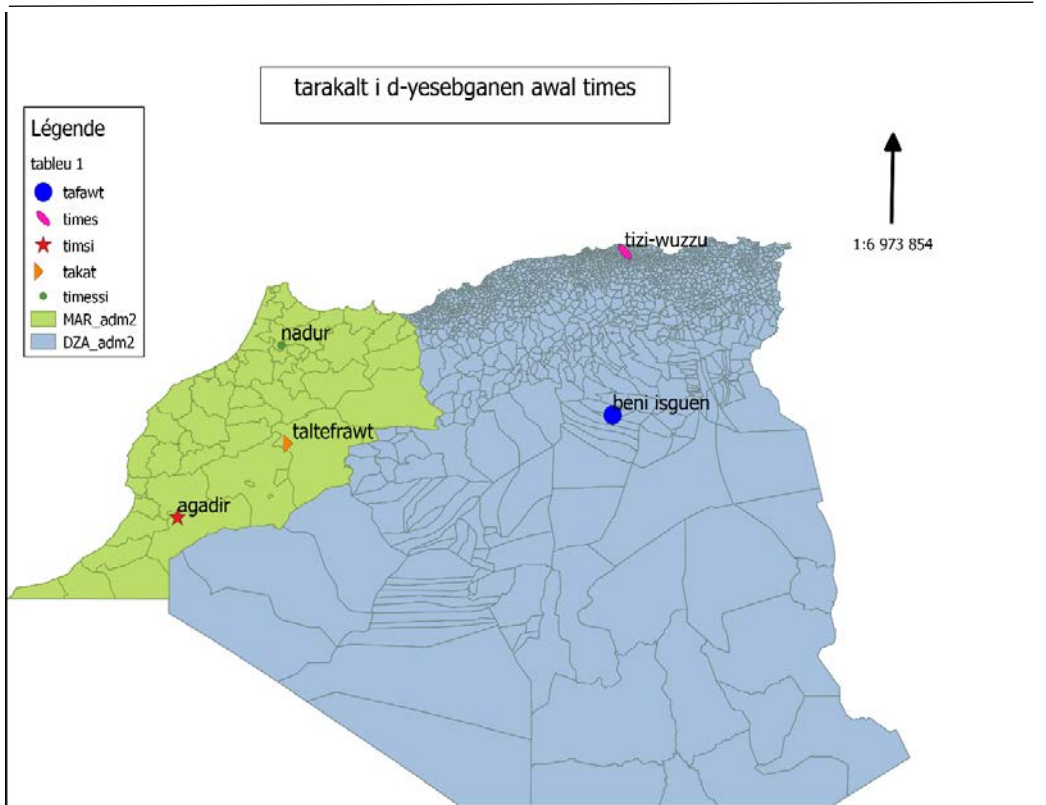 tarakalt i d-yesebganen awal times
Légende
tableu 1
tafawt
times
timsi
takat
timessi
MAR_adm2
DZA_adm2
1:6 973 854
tizi-wuzzu
nadur
beni isguen
taltefrawt
agadir